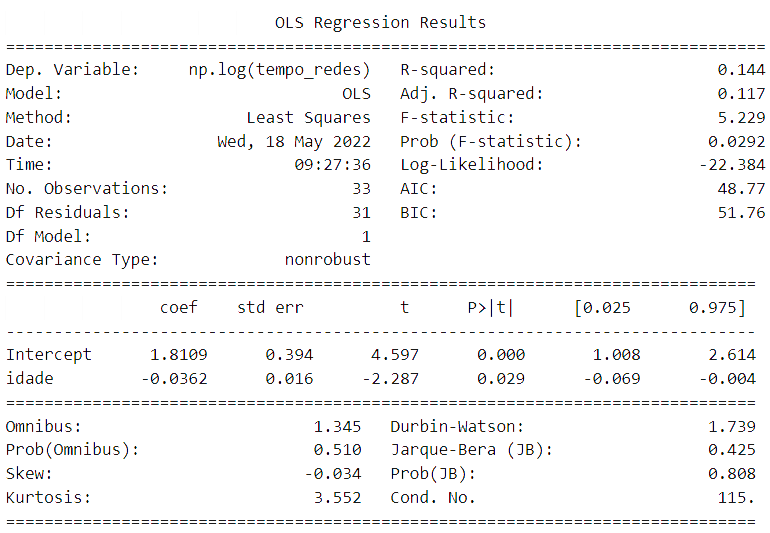 OLS Regression Results
==============================================================================
Dep. Variable:     np.log(tempo_redes)   R-squared:                       0.144
Model:                             OLS   Adj. R-squared:                  0.117
Method:                  Least Squares   F-statistic:                     5.229
Date:                 Wed, 18 May 2022   Prob (F-statistic):             0.0292
Time:                         09:27:36   Log-Likelihood:                -22.384
No. Observations:                   33   AIC:                             48.77
Df Residuals:                       31   BIC:                             51.76
Df Model:                            1
Covariance Type:             nonrobust
==============================================================================
coef    std err          t      P>|t|      [0.025      0.975]
------------------------------------------------------------------------------
Intercept      1.8109      0.394      4.597      0.000       1.008       2.614
idade         -0.0362      0.016     -2.287      0.029      -0.069      -0.004
==============================================================================
Omnibus:                        1.345   Durbin-Watson:                   1.739
Prob(Omnibus):                  0.510   Jarque-Bera (JB):                0.425
Skew:                          -0.034   Prob(JB):                        0.808
Kurtosis:                       3.552   Cond. No.                         115.
==============================================================================